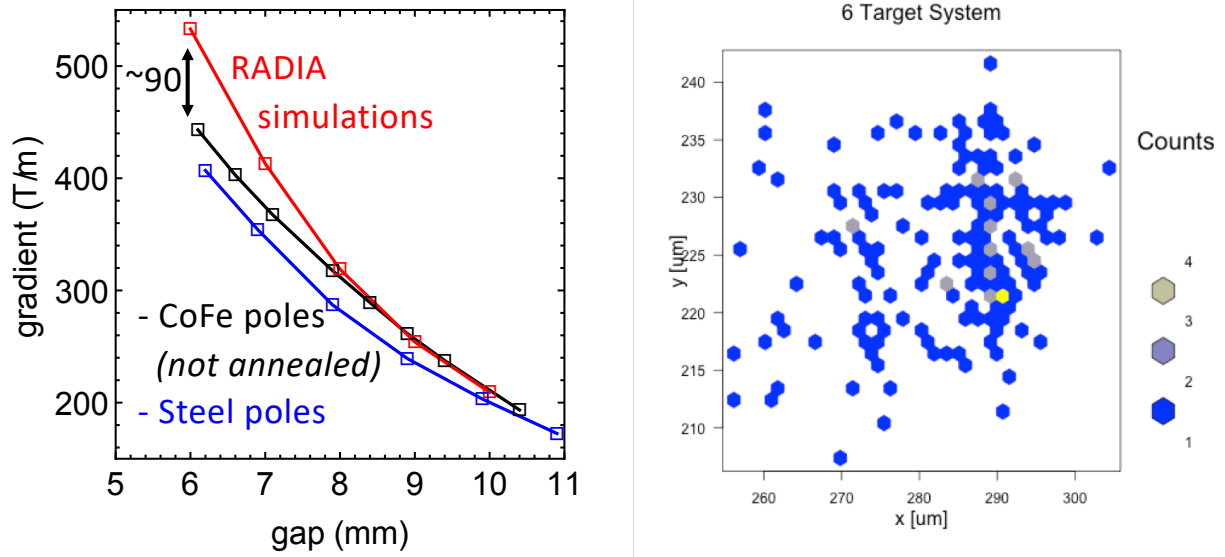 500
400
300
200
5 6 7 8 9 10 11
gradient (T/m)
gap (mm)
~90
RADIA
simulations
- CoFe poles
(not annealed)
- Steel poles
6 Target System
240
235
230
225
220
215
210
y [um]
260 270 280 290 300
x [um]
Counts
4
3
2
1